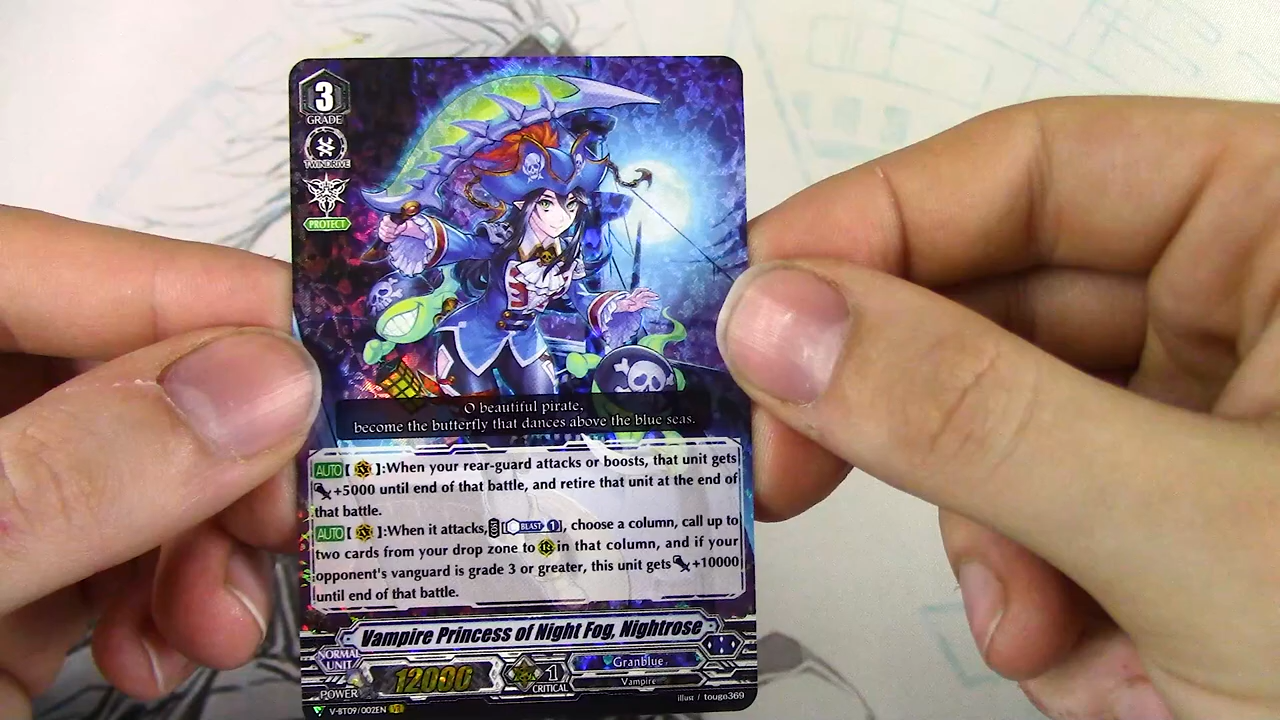 3
GRADE
TWINDRIVE
PROTECT
O beautiful pirate,
become the butterfly that dances above the blue seas.
AUTO [ ]:When your rear-guard attacks or boosts, that unit gets
+5000 until end of that battle, and retire that unit at the end of
that battle.
AUTO [ ]:When it attacks, [ BLAST 1], choose a column, call up to
two cards from your drop zone to in that column, and if your
opponent's vanguard is grade 3 or greater, this unit gets +10000
until end of that battle.
Vampire Princess of Night Fog, Nightrose
NORMAL
UNIT
POWER
12000
1
CRITICAL
Granblue
Vampire
V-BT09/002EN
illust / tougo369